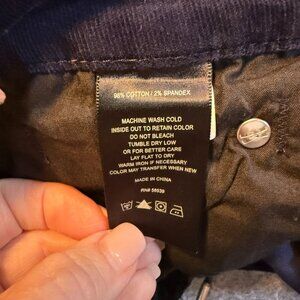 98% COTTON / 2% SPANDEX
MACHINE WASH COLD
INSIDE OUT TO RETAIN COLOR
DO NOT BLEACH
TUMBLE DRY LOW
OR FOR BETTER CARE
LAY FLAT TO DRY
WARM IRON IF NECESSARY
COLOR MAY TRANSFER WHEN NEW
MADE IN CHINA
RN# 56539